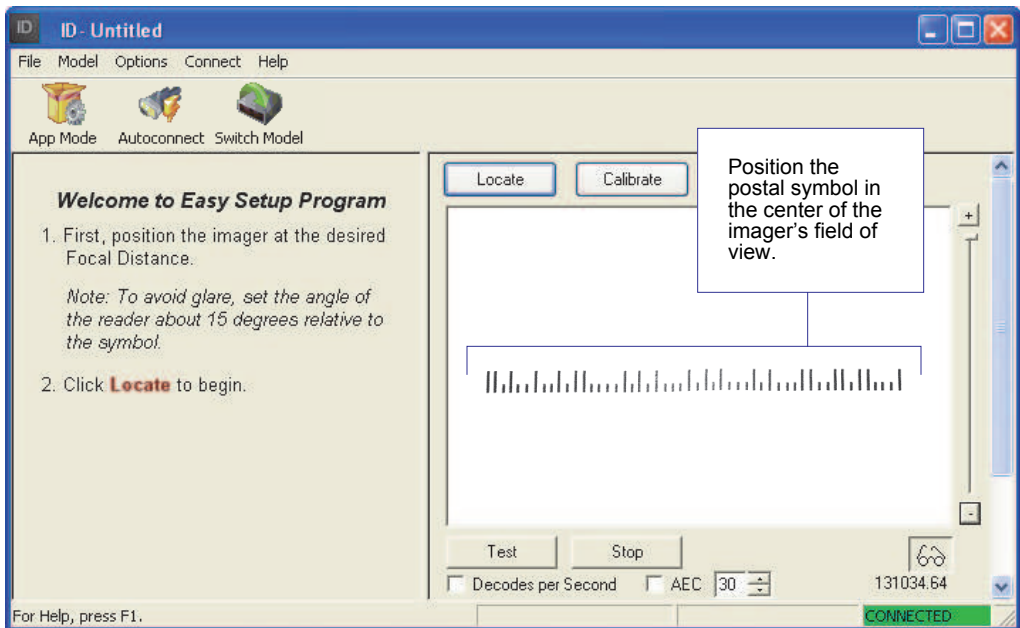 ID
ID - Untitled
File Model Options Connect Help
App Mode Autoconnect Switch Model
Welcome to Easy Setup Program
1. First, position the imager at the desired
Focal Distance.
Note: To avoid glare, set the angle of
the reader about 15 degrees relative to
the symbol.
2. Click Locate to begin.
Locate Calibrate
Position the
postal symbol in
the center of the
imager's field of
view.
+
-
Test Stop
Decodes per Second AEC 30
131034.64
For Help, press F1.
CONNECTED